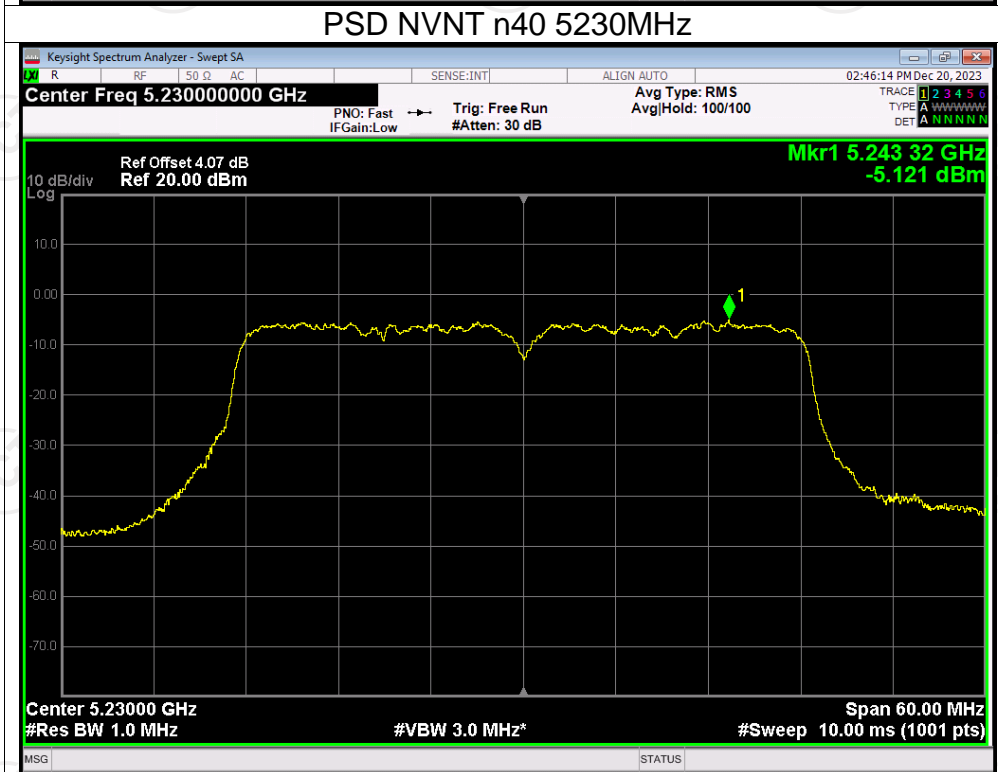 PSD NVNT n40 5230MHz
Keysight Spectrum Analyzer - Swept SA
LXI R RF 50 Ω AC SENSE:INT ALIGN AUTO 02:46:14 PM Dec 20, 2023
Center Freq 5.230000000 GHz Avg Type: RMS TRACE 1 2 3 4 5 6
PNO: Fast Trig: Free Run Avg|Hold: 100/100 TYPE A WWWWW
IFGain:Low #Atten: 30 dB DET A N N N N N
Mkr1 5.243 32 GHz
-5.121 dBm
Ref Offset 4.07 dB
10 dB/div Ref 20.00 dBm
Log
10.0
1
0.00
-10.0
-20.0
-30.0
-40.0
-50.0
-60.0
-70.0
Center 5.23000 GHz Span 60.00 MHz
#Res BW 1.0 MHz #VBW 3.0 MHz* #Sweep 10.00 ms (1001 pts)
MSG STATUS